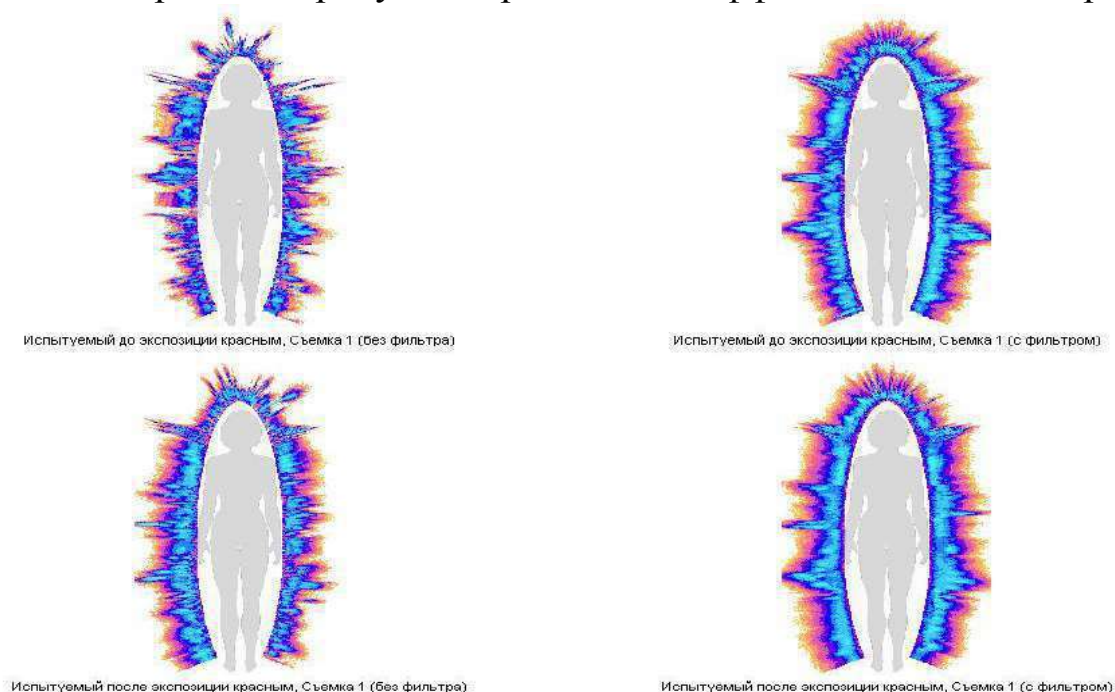 Испытуемый до экспозиции красным, Съемка 1 (без фильтра)
Испытуемый до экспозиции красным, Съемка 1 (с фильтром)
Испытуемый после экспозиции красным, Съемка 1 (без фильтра)
Испытуемый после экспозиции красным, Съемка 1 (с фильтром)